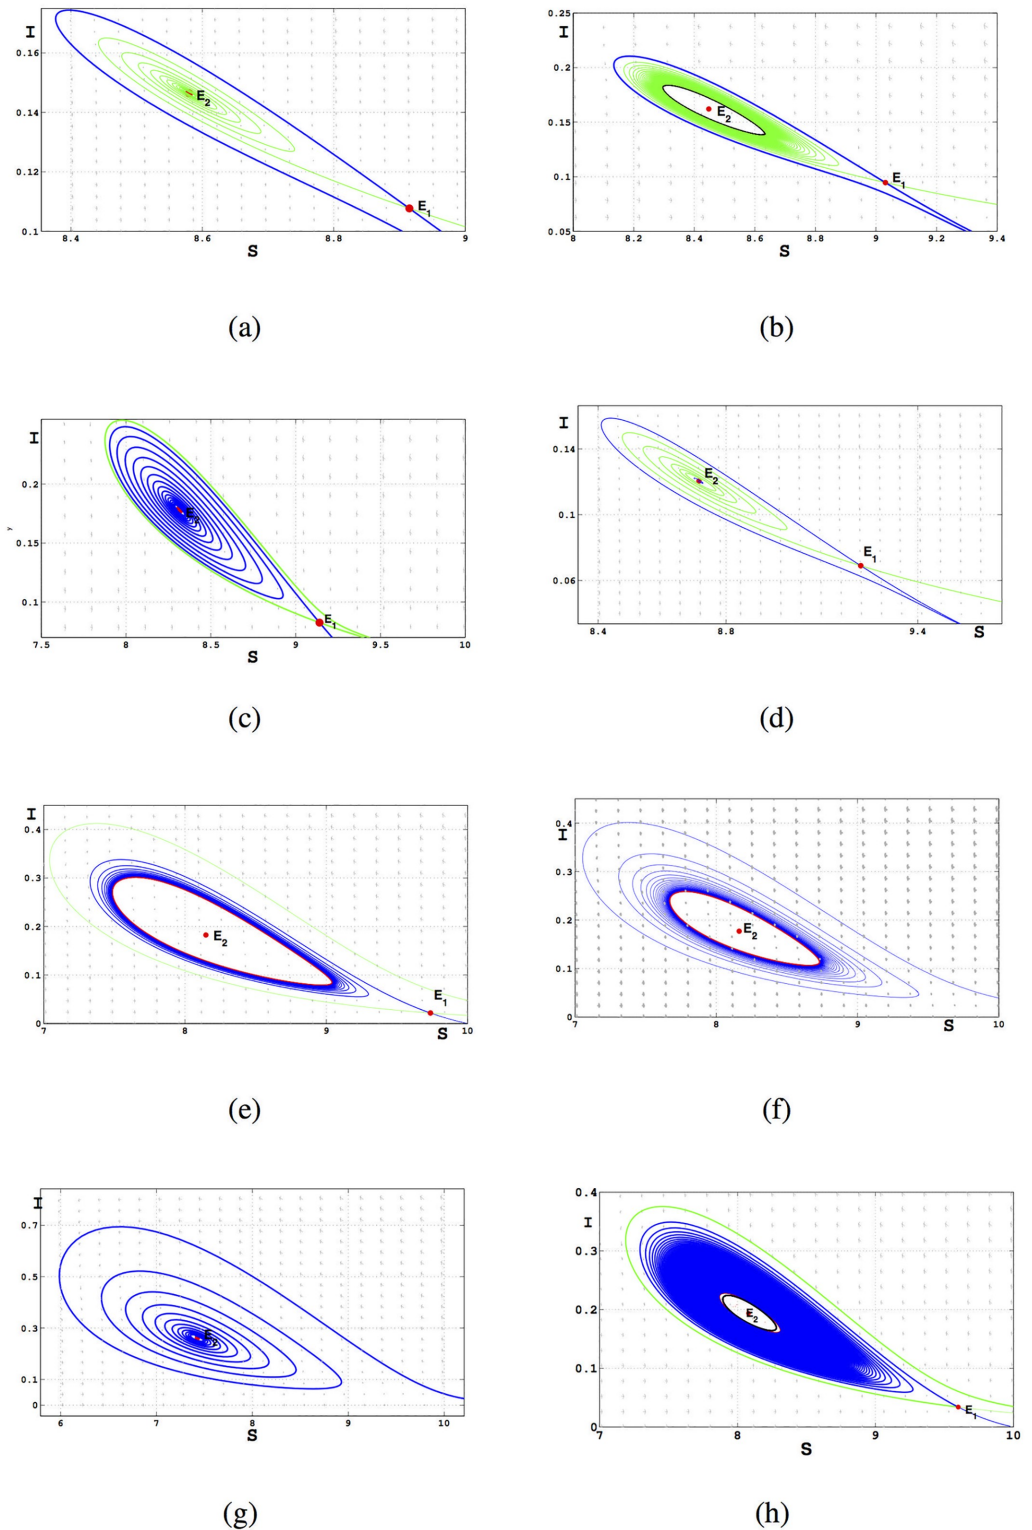 I
0.16
0.14
0.12
0.1
8.4
8.6
8.8
9
S
E2
E1
(a)
I
0.25
0.2
0.15
0.1
0.05
8
8.2
8.4
8.6
8.8
9
9.2
9.4
S
E2
E1
(b)
I
y
0.2
0.15
0.1
7.5
8
8.5
9
9.5
10
S
E2
E1
(c)
I
0.14
0.1
0.06
8.4
8.8
9.4
S
E2
E1
(d)
I
0.4
0.3
0.2
0.1
0
7
8
9
10
S
E2
E1
(e)
I
0.4
0.3
0.2
0.1
0
7
8
9
10
S
E2
(f)
I
0.7
0.5
0.3
0.1
0
6
7
8
9
10
S
E2
(g)
I
0.4
0.3
0.2
0.1
0
7
8
9
10
S
E2
E1
(h)